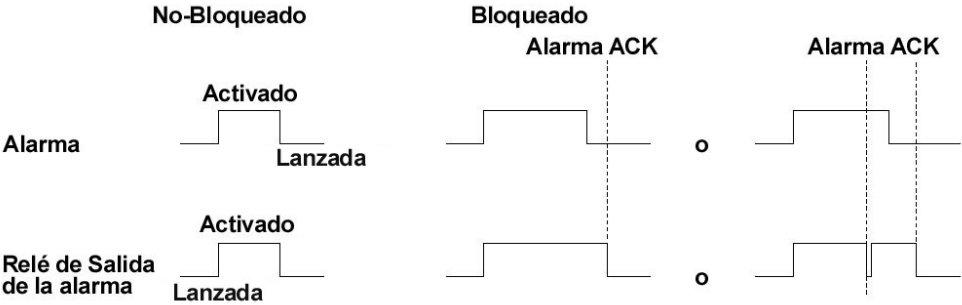 No-Bloqueado Bloqueado
Alarma ACK Alarma ACK
Activado
Alarma o
Lanzada
Activado
Relé de Salida
de la alarma o
Lanzada